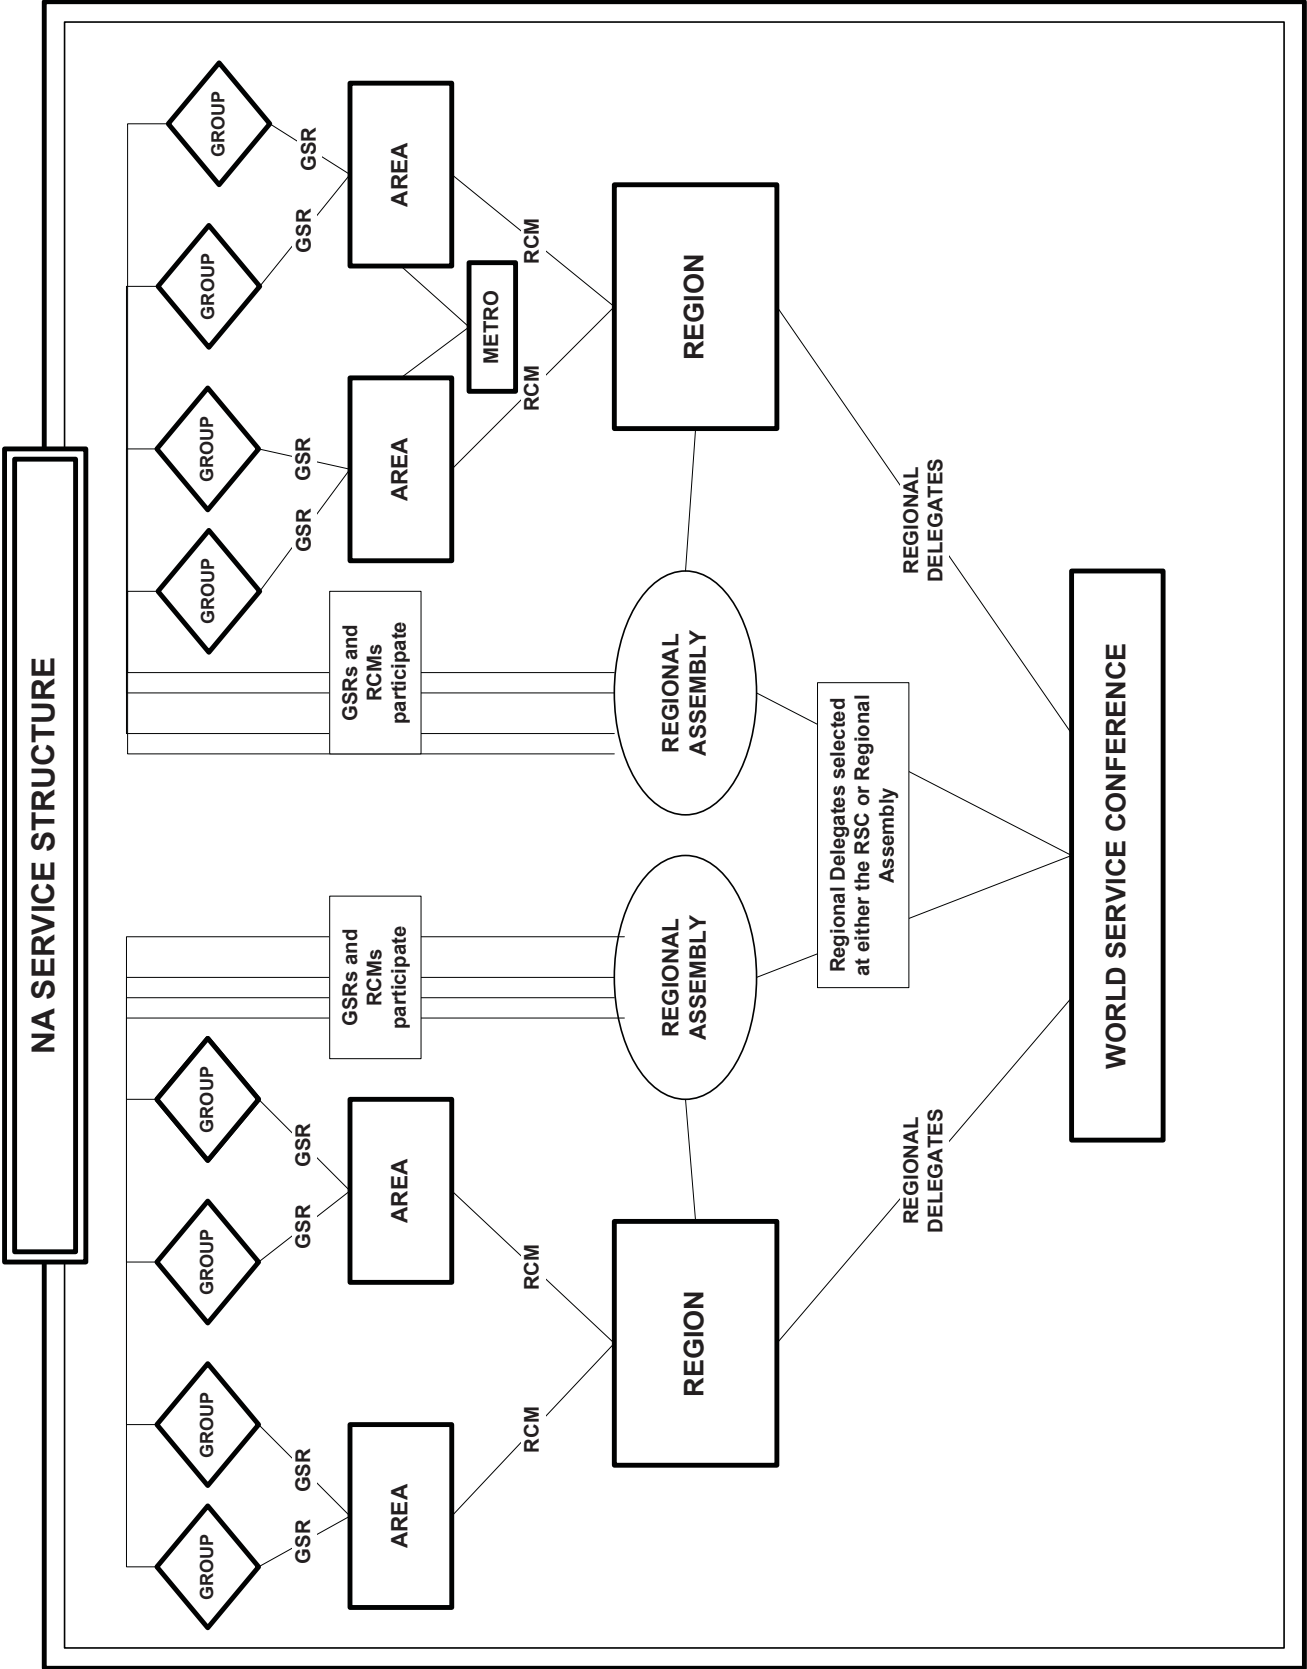 NA SERVICE STRUCTURE
GROUP
GROUP
GROUP
GROUP
GROUP
GROUP
GROUP
GROUP
GSR
GSR
GSR
GSR
GSR
GSR
GSR
GSR
AREA
AREA
GSRs and
RCMs
participate
GSRs and
RCMs
participate
AREA
AREA
METRO
RCM
RCM
RCM
RCM
REGION
REGIONAL
ASSEMBLY
REGIONAL
ASSEMBLY
REGION
Regional Delegates selected
at either the RSC or Regional
Assembly
REGIONAL
DELEGATES
REGIONAL
DELEGATES
WORLD SERVICE CONFERENCE